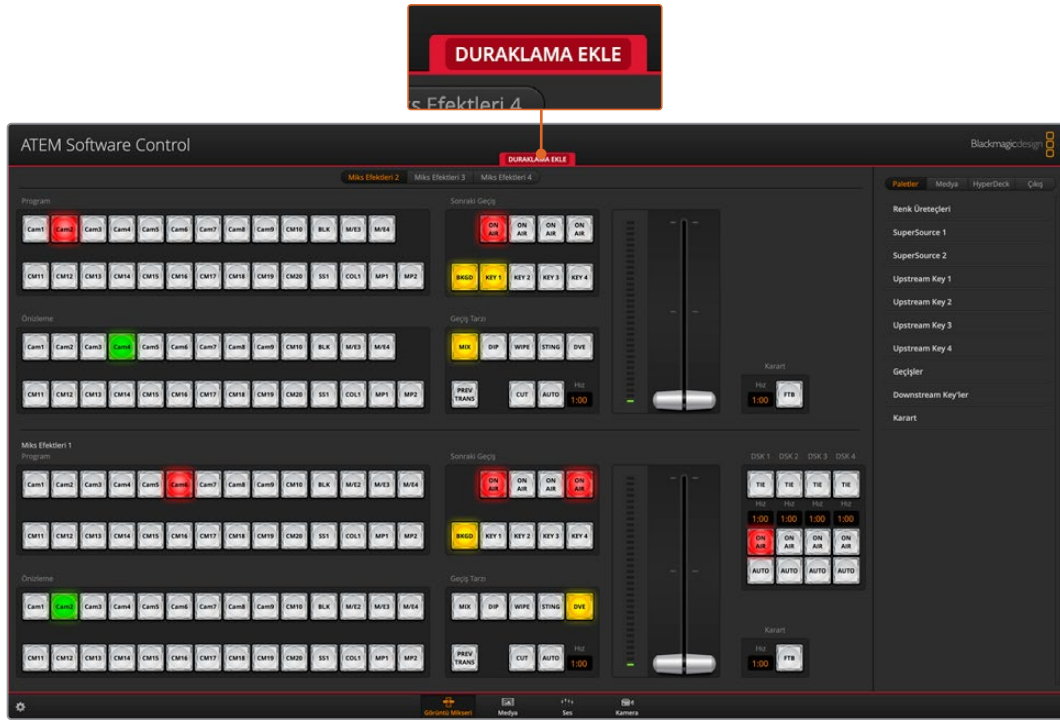 DURAKLAMA EKLE
s Efektleri 4
ATEM Software Control
DURAKLAMA EKLE
Blackmagicdesign
Miks Efektleri 2 Miks Efektleri 3 Miks Efektleri 4
Paletler Medya HyperDeck Çıkış
Program
Sonraki Geçiş
Cam1 Cam2 Cam3 Cam4 Cam5 Cam6 Cam7 Cam8 Cam9 CM10 BLK M/E3 M/E4
ON AIR ON AIR ON AIR ON AIR
CM11 CM12 CM13 CM14 CM15 CM16 CM17 CM18 CM19 CM20 SS1 COL1 MP1 MP2
BKGD KEY 1 KEY 2 KEY 3 KEY 4
Önizleme
Geçiş Tarzı
Cam1 Cam2 Cam3 Cam4 Cam5 Cam6 Cam7 Cam8 Cam9 CM10 BLK M/E3 M/E4
MIX DIP WIPE STING DVE
CM11 CM12 CM13 CM14 CM15 CM16 CM17 CM18 CM19 CM20 SS1 COL1 MP1 MP2
PREV TRANS CUT AUTO
Hız
1:00
Karart
Hız
1:00 FTB
Renk Üreteçleri
SuperSource 1
SuperSource 2
Upstream Key 1
Upstream Key 2
Upstream Key 3
Upstream Key 4
Geçişler
Downstream Key'ler
Karart
Miks Efektleri 1
Program
Sonraki Geçiş
Cam1 Cam2 Cam3 Cam4 Cam5 Cam6 Cam7 Cam8 Cam9 CM10 BLK M/E2 M/E3 M/E4
ON AIR ON AIR ON AIR ON AIR
CM11 CM12 CM13 CM14 CM15 CM16 CM17 CM18 CM19 CM20 SS1 COL1 MP1 MP2
BKGD KEY 1 KEY 2 KEY 3 KEY 4
DSK 1 DSK 2 DSK 3 DSK 4
TIE TIE TIE TIE
Hız Hız Hız Hız
1:00 1:00 1:00 1:00
ON AIR ON AIR ON AIR ON AIR
AUTO AUTO AUTO AUTO
Önizleme
Geçiş Tarzı
Cam1 Cam2 Cam3 Cam4 Cam5 Cam6 Cam7 Cam8 Cam9 CM10 BLK M/E2 M/E3 M/E4
MIX DIP WIPE STING DVE
CM11 CM12 CM13 CM14 CM15 CM16 CM17 CM18 CM19 CM20 SS1 COL1 MP1 MP2
PREV TRANS CUT AUTO
Hız
1:00
Karart
Hız
1:00 FTB
Görüntü Mikseri Medya Ses Kamera